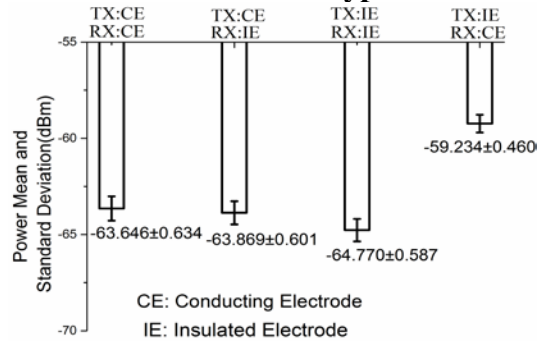 TX:CE TX:CE TX:IE TX:IE
RX:CE RX:IE RX:IE RX:CE
-55
-60
-65
-70
Power Mean and
Standard Deviation(dBm)
-59.234±0.460
-63.646±0.634
-63.869±0.601
-64.770±0.587
CE: Conducting Electrode
IE: Insulated Electrode